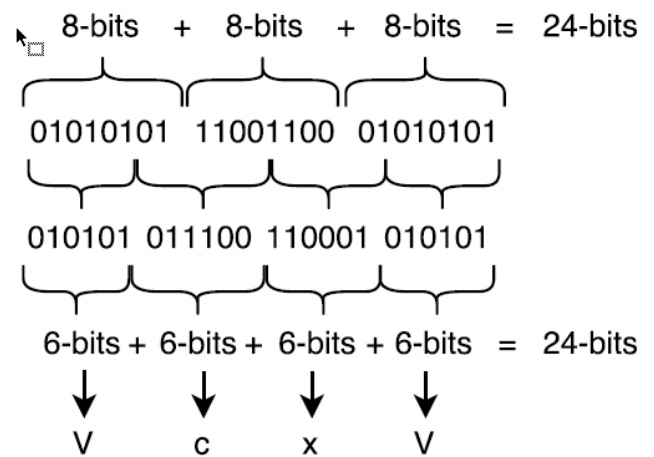 8-bits + 8-bits + 8-bits = 24-bits
01010101 11001100 01010101
010101 011100 110001 010101
6-bits + 6-bits + 6-bits + 6-bits = 24-bits
V c x V